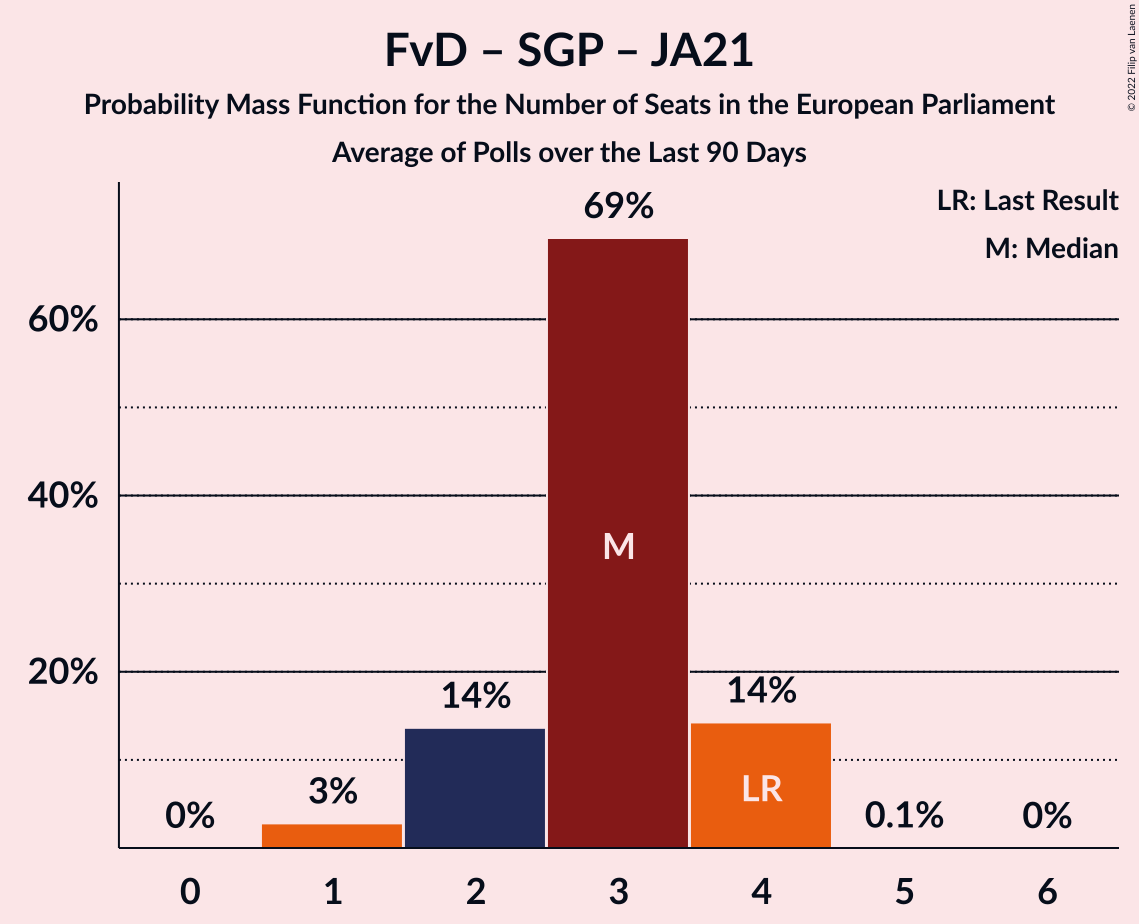 FvD – SGP – JA21
Probability Mass Function for the Number of Seats in the European Parliament
Average of Polls over the Last 90 Days
© 2022 Filip van Laenen
LR: Last Result
M: Median
69%
60%
40%
20%
M
14%
14%
3%
LR
0%
0.1%
0%
0 1 2 3 4 5 6